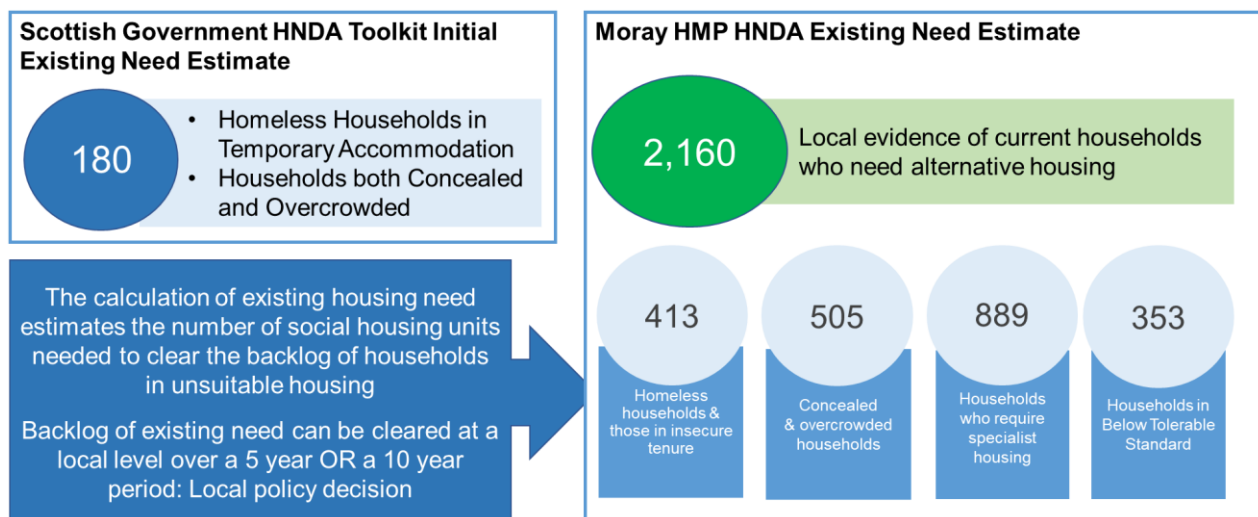 Scottish Government HNDA Toolkit Initial
Existing Need Estimate
180
• Homeless Households in
Temporary Accommodation
• Households both Concealed
and Overcrowded
The calculation of existing housing need
estimates the number of social housing units
needed to clear the backlog of households
in unsuitable housing
Backlog of existing need can be cleared at a
local level over a 5 year OR a 10 year
period: Local policy decision
Moray HMP HNDA Existing Need Estimate
2,160
Local evidence of current households
who need alternative housing
413
Homeless
households &
those in insecure
tenure
505
Concealed
& overcrowded
households
889
Households
who require
specialist
housing
353
Households in
Below Tolerable
Standard